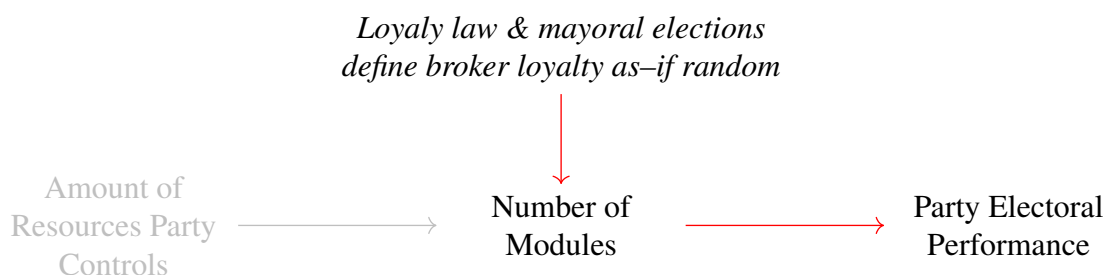 Loyaly law & mayoral elections
define broker loyalty as–if random
Amount of
Resources Party
Controls
Number of
Modules
Party Electoral
Performance